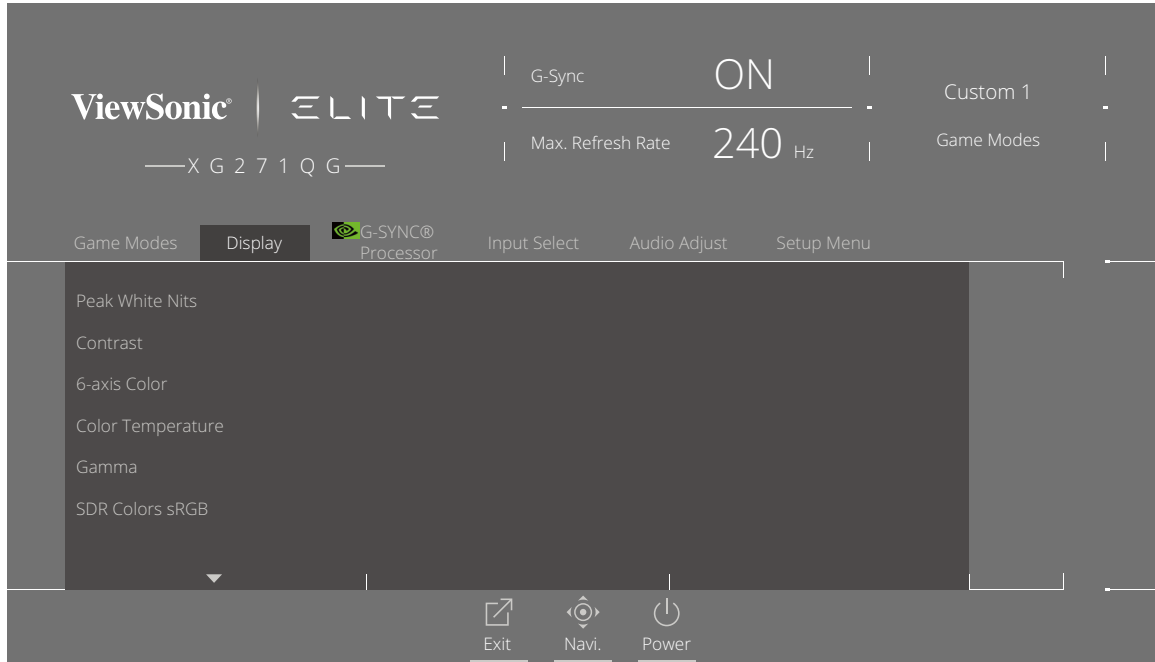 ViewSonic® ELITE
XG271QG
G-Sync ON
Max. Refresh Rate 240 Hz
Custom 1
Game Modes
Game Modes
Display
G-SYNC®
Processor
Input Select
Audio Adjust
Setup Menu
Peak White Nits
Contrast
6-axis Color
Color Temperature
Gamma
SDR Colors sRGB
Exit
Navi.
Power